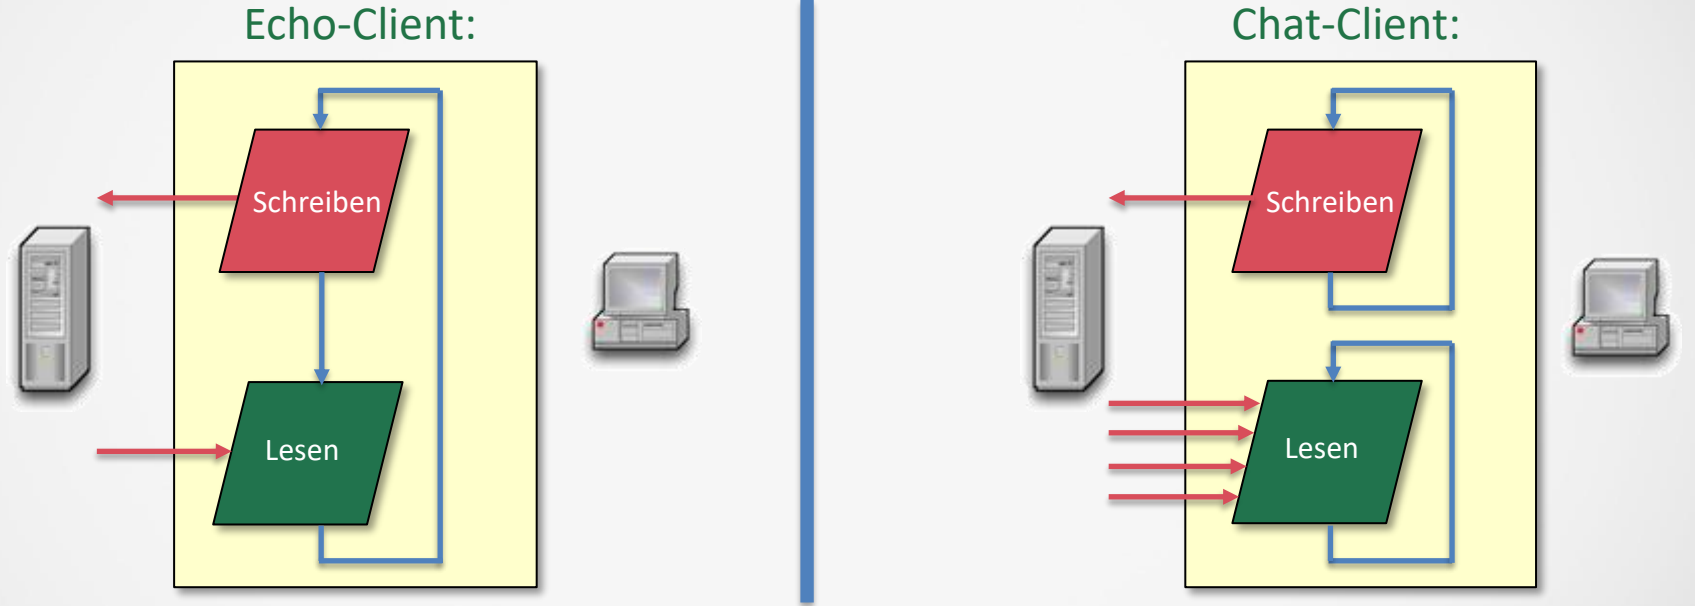 Echo-Client:
Schreiben
Lesen
Chat-Client:
Schreiben
Lesen